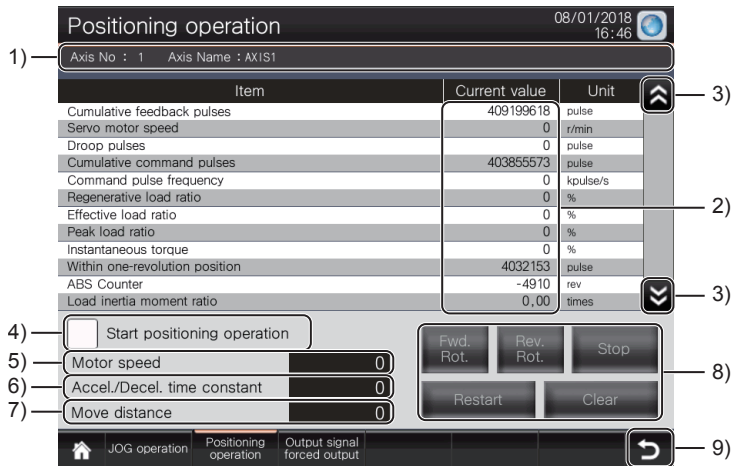 Positioning operation 08/01/2018
16:46
1) Axis No : 1 Axis Name : AXIS1
Item Current value Unit
3)
Cumulative feedback pulses 409199618 pulse
Servo motor speed 0 r/min
Droop pulses 0 pulse
Cumulative command pulses 403855573 pulse
Command pulse frequency 0 kpulse/s
Regenerative load ratio 0 %
2)
Effective load ratio 0 %
Peak load ratio 0 %
Instantaneous torque 0 %
Within one-revolution position 4032153 pulse
ABS Counter -4910 rev
Load inertia moment ratio 0,00 times
3)
4) Start positioning operation
5) Motor speed 0
6) Accel./Decel. time constant 0
7) Move distance 0
Fwd. Rot.
Rev. Rot.
Stop
8)
Restart Clear
JOG operation
Positioning operation
Output signal forced output
9)